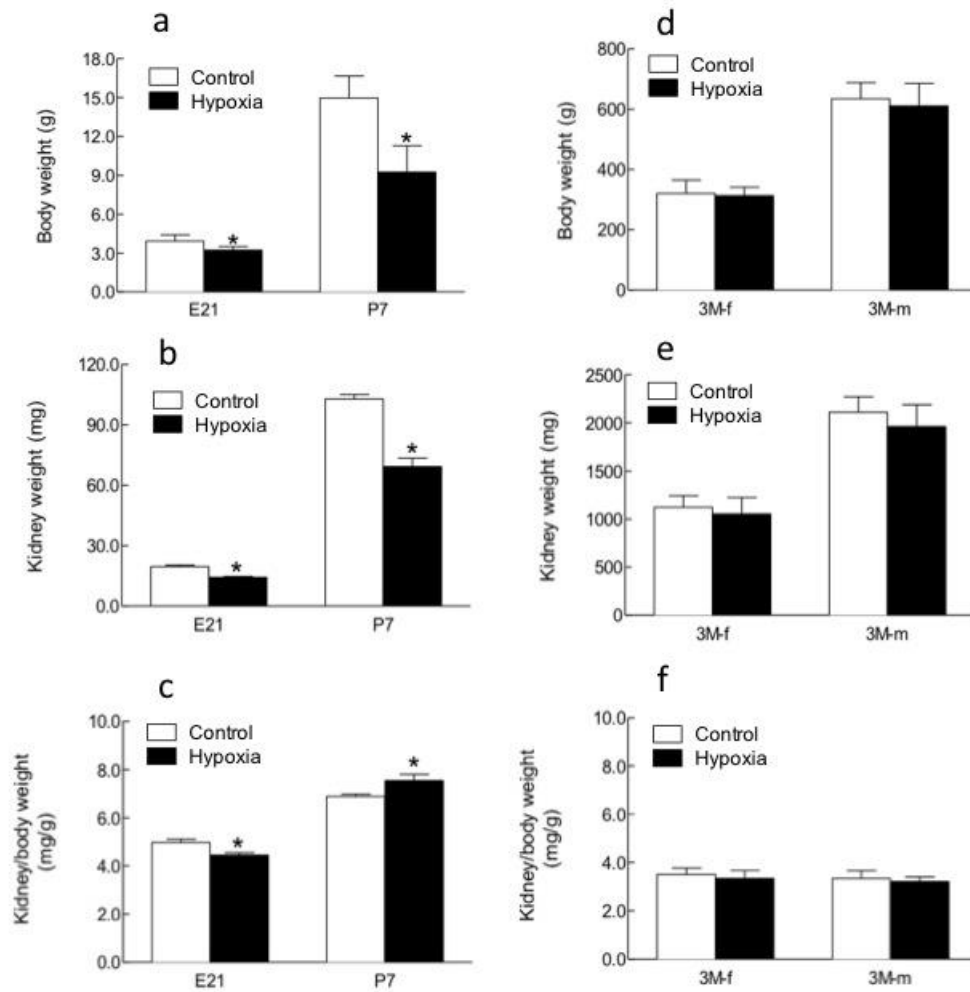 a
Body weight (g)
18.0
15.0
12.0
9.0
6.0
3.0
0.0
Control
Hypoxia
*
*
E21
P7
d
Body weight (g)
800
600
400
200
0
Control
Hypoxia
3M-f
3M-m
b
Kidney weight (mg)
120.0
90.0
60.0
30.0
0.0
Control
Hypoxia
*
*
E21
P7
e
Kidney weight (mg)
2500
2000
1500
1000
500
0
Control
Hypoxia
3M-f
3M-m
c
Kidney/body weight
(mg/g)
10.0
8.0
6.0
4.0
2.0
0.0
Control
Hypoxia
*
*
E21
P7
f
Kidney/body weight
(mg/g)
10.0
8.0
6.0
4.0
2.0
0.0
Control
Hypoxia
3M-f
3M-m